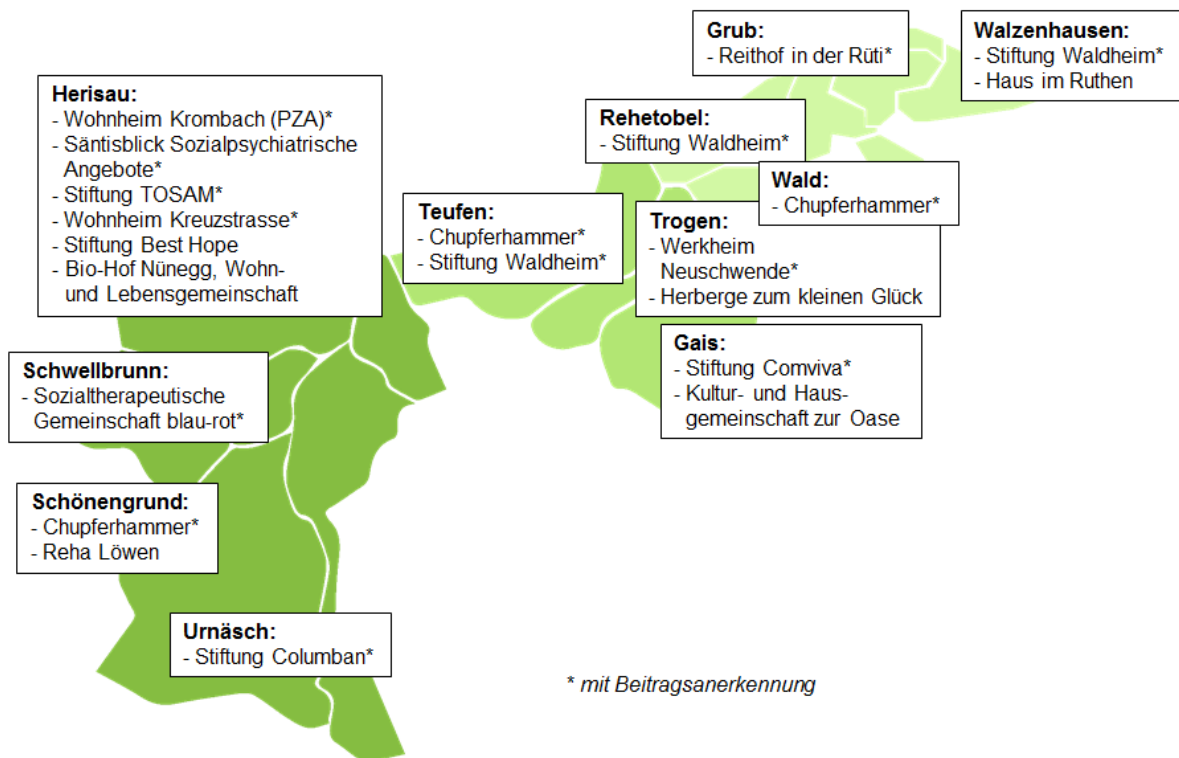 Grub:
- Reithof in der Rüti*
Walzenhausen:
- Stiftung Waldheim*
- Haus im Ruthen
Herisau:
- Wohnheim Krombach (PZA)*
- Säntisblick Sozialpsychiatrische
Angebote*
- Stiftung TOSAM*
- Wohnheim Kreuzstrasse*
- Stiftung Best Hope
- Bio-Hof Nünegg, Wohn-
und Lebensgemeinschaft
Rehetobel:
- Stiftung Waldheim*
Wald:
- Chupferhammer*
Teufen:
- Chupferhammer*
- Stiftung Waldheim*
Trogen:
- Werkheim
Neuschwende*
- Herberge zum kleinen Glück
Gais:
- Stiftung Comviva*
- Kultur- und Haus-
gemeinschaft zur Oase
Schwellbrunn:
- Sozialtherapeutische
Gemeinschaft blau-rot*
Schönengrund:
- Chupferhammer*
- Reha Löwen
Urnäsch:
- Stiftung Columban*
* mit Beitragsanerkennung